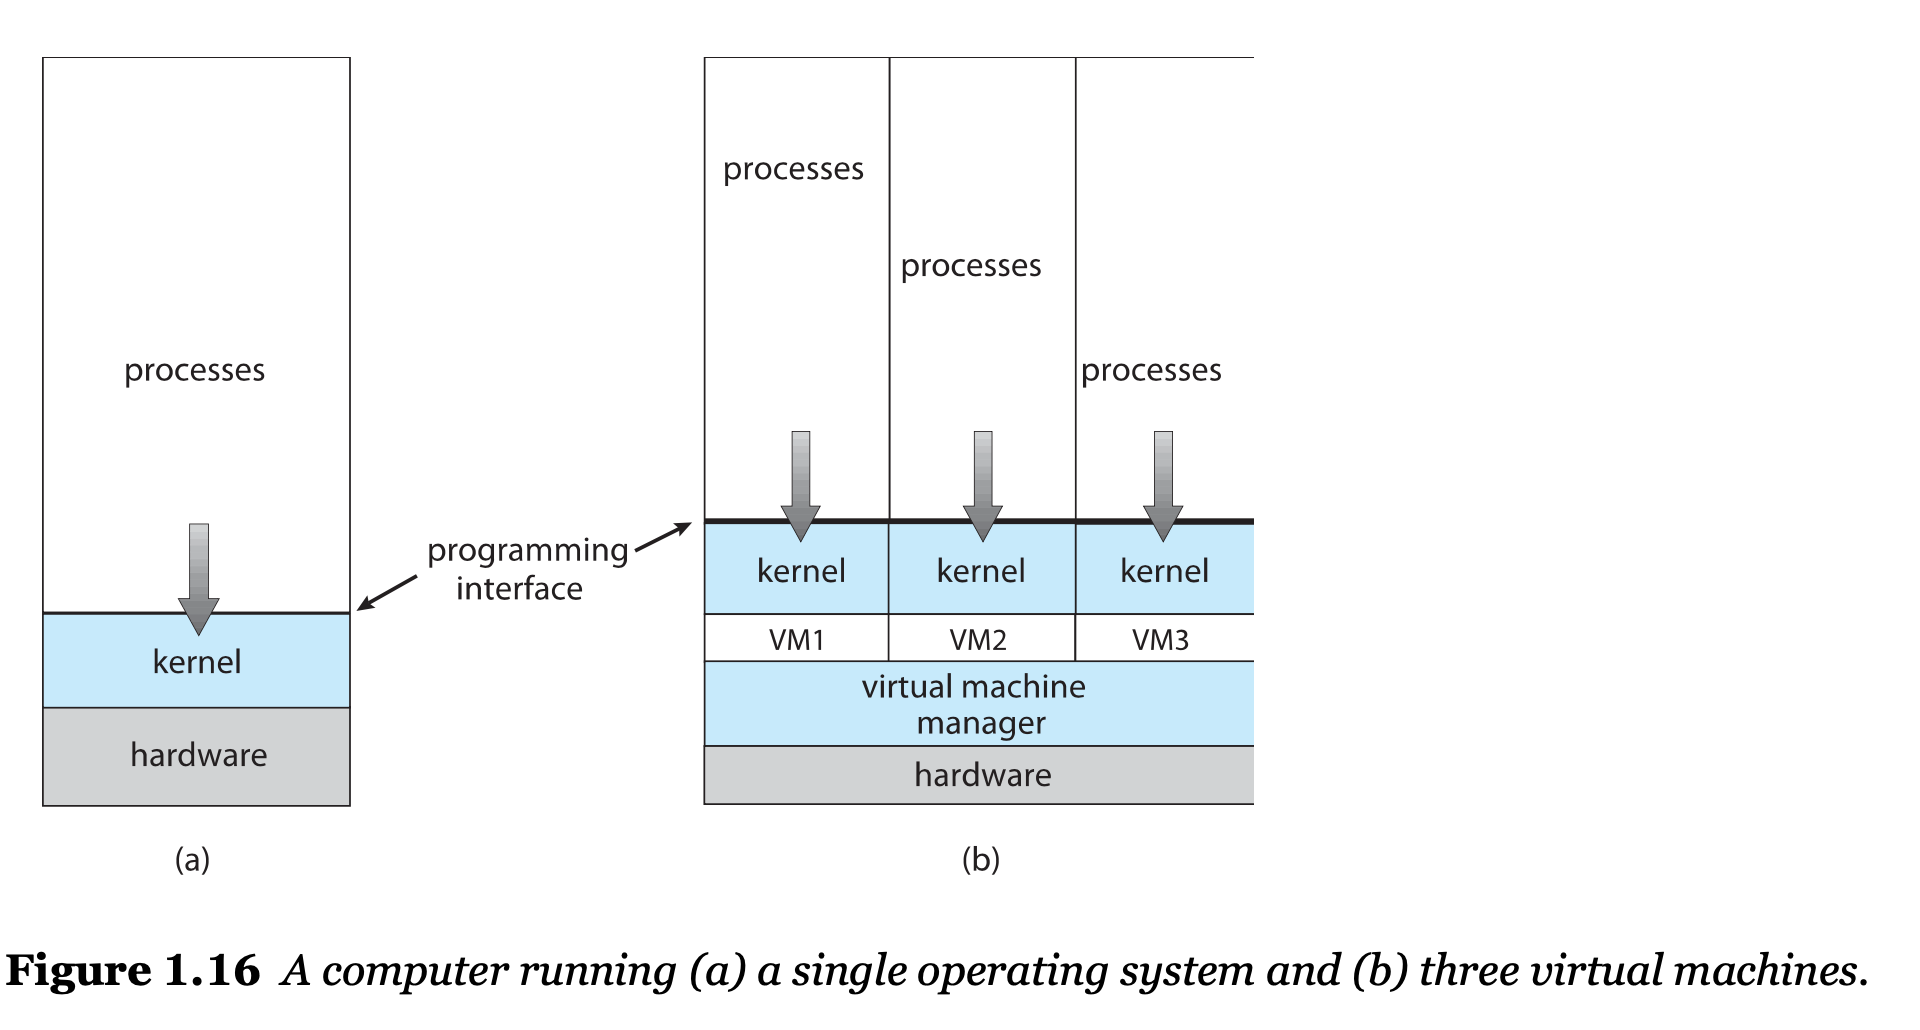 processes
kernel
hardware
(a)
programming
interface
processes
processes
processes
kernel
kernel
kernel
VM1
VM2
VM3
virtual machine
manager
hardware
(b)
Figure 1.16 A computer running (a) a single operating system and (b) three virtual machines.